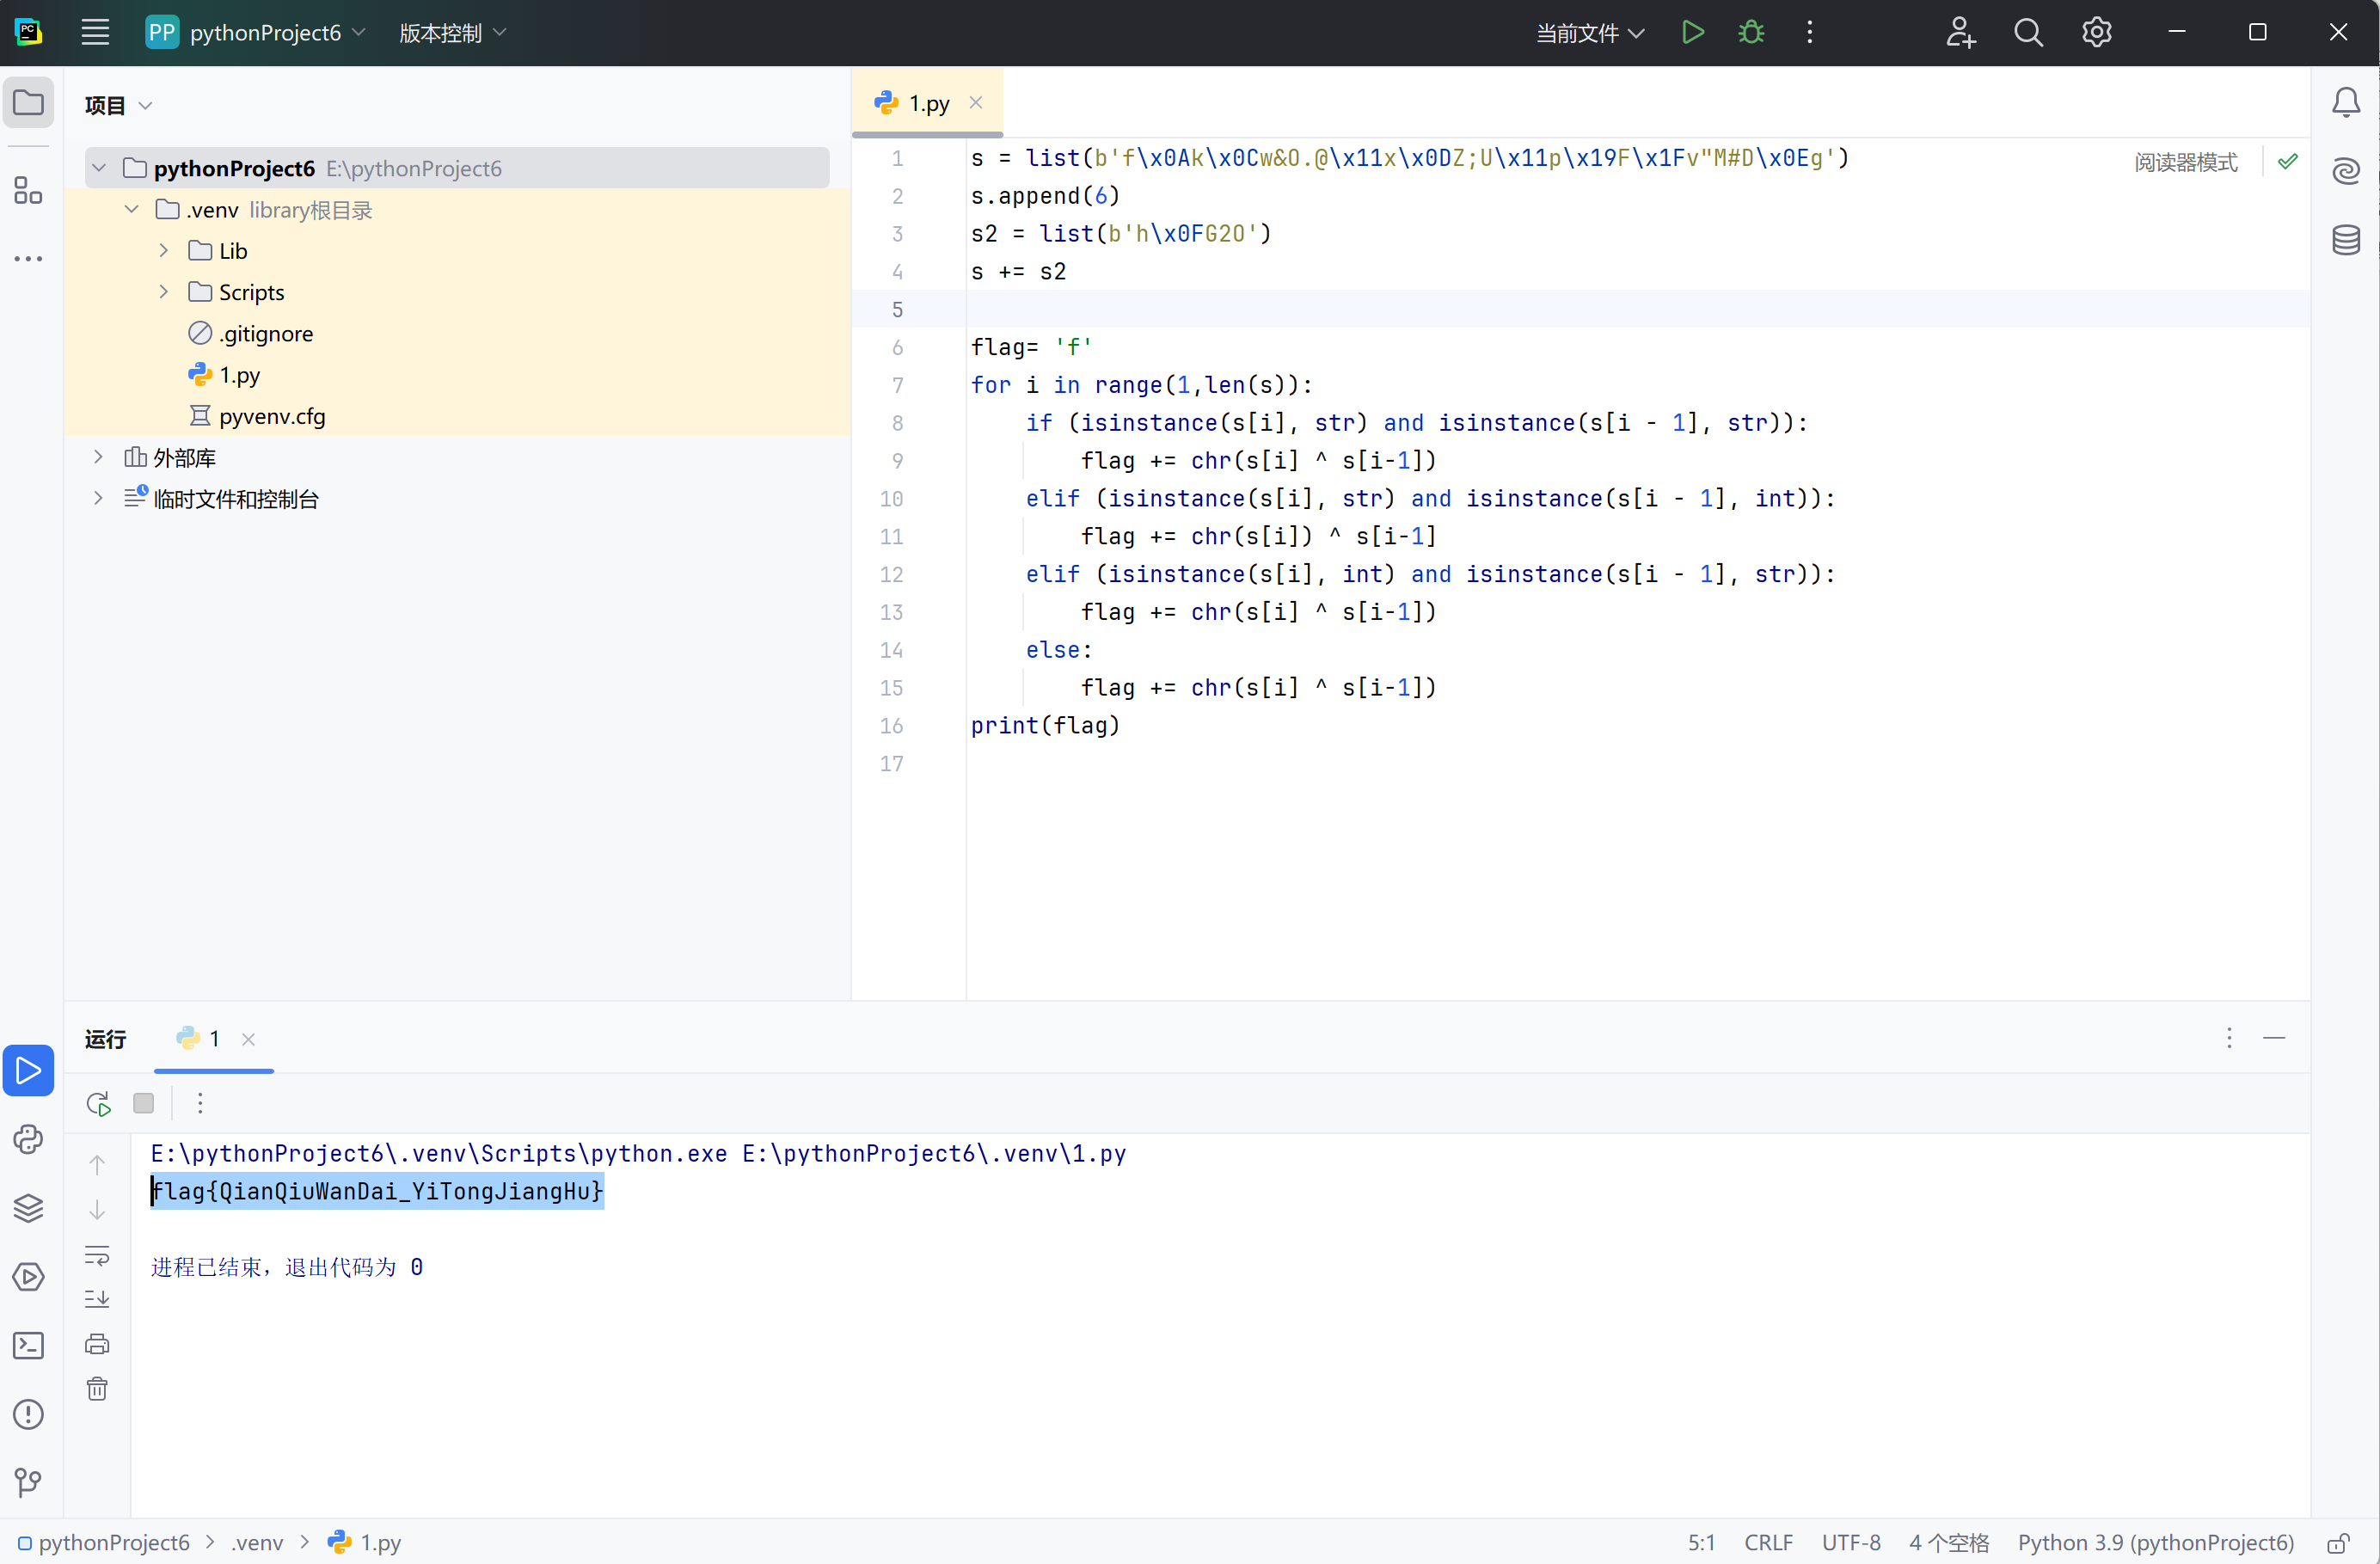 PC
PP pythonProject6 版本控制 当前文件
项目
pythonProject6 E:\pythonProject6
.venv library根目录
Lib
Scripts
.gitignore
1.py
pyvenv.cfg
外部库
临时文件和控制台
1.py
阅读器模式
1 s = list(b'f\x0Ak\x0Cw&O.@\x11x\x0DZ;U\x11p\x19F\x1Fv"M#D\x0Eg')
2 s.append(6)
3 s2 = list(b'h\x0FG2O')
4 s += s2
5
6 flag= 'f'
7 for i in range(1,len(s)):
8     if (isinstance(s[i], str) and isinstance(s[i - 1], str)):
9         flag += chr(s[i] ^ s[i-1])
10     elif (isinstance(s[i], str) and isinstance(s[i - 1], int)):
11         flag += chr(s[i]) ^ s[i-1]
12     elif (isinstance(s[i], int) and isinstance(s[i - 1], str)):
13         flag += chr(s[i] ^ s[i-1])
14     else:
15         flag += chr(s[i] ^ s[i-1])
16 print(flag)
17
运行 1
E:\pythonProject6\.venv\Scripts\python.exe E:\pythonProject6\.venv\1.py
flag{QianQiuWanDai_YiTongJiangHu}
进程已结束，退出代码为 0
pythonProject6 > .venv > 1.py 5:1 CRLF UTF-8 4 个空格 Python 3.9 (pythonProject6)